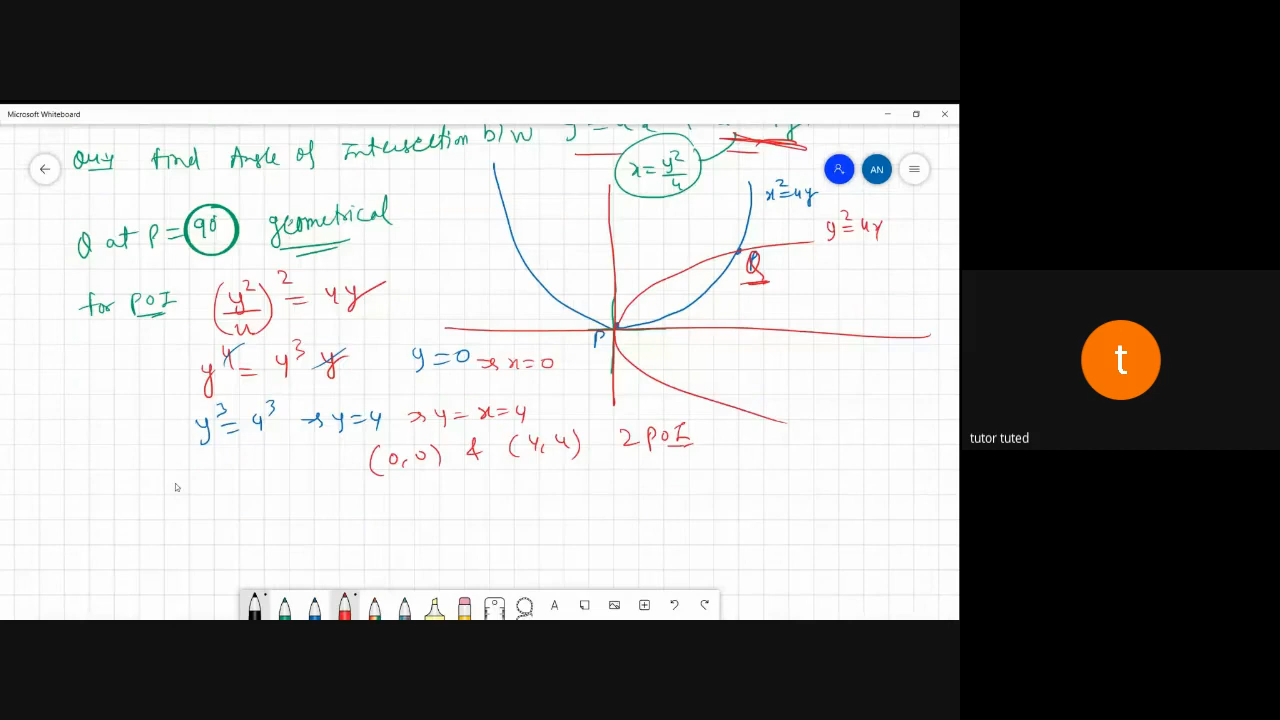 Microsoft Whiteboard
Ques Find Angle of Intersection b/w
x = y²/4
AN
x² = 4y
y² = 4x
θ at P = 90° geometrical
Q
for POI (y²/4)² = 4y
P
y⁴ = 4³ y y = 0 → x = 0
y³ = 4³ → y = 4 → 4 = x = 4
(0,0) & (4,4) 2 POI
t
tutor tuted
A